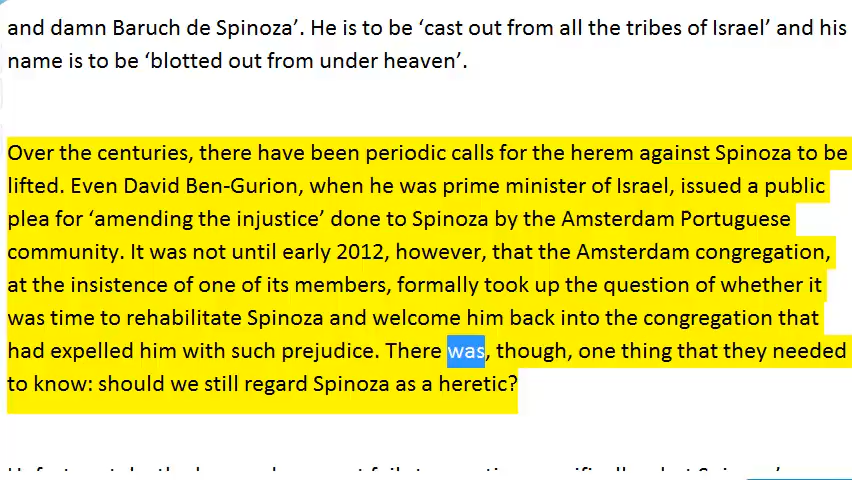 and damn Baruch de Spinoza’. He is to be ‘cast out from all the tribes of Israel’ and his
name is to be ‘blotted out from under heaven’.
Over the centuries, there have been periodic calls for the herem against Spinoza to be
lifted. Even David Ben-Gurion, when he was prime minister of Israel, issued a public
plea for ‘amending the injustice’ done to Spinoza by the Amsterdam Portuguese
community. It was not until early 2012, however, that the Amsterdam congregation,
at the insistence of one of its members, formally took up the question of whether it
was time to rehabilitate Spinoza and welcome him back into the congregation that
had expelled him with such prejudice. There was, though, one thing that they needed
to know: should we still regard Spinoza as a heretic?